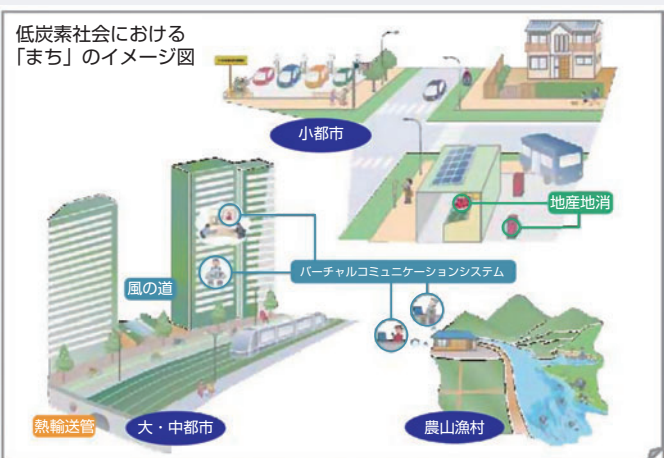 低炭素社会における
「まち」のイメージ図
小都市
地産地消
バーチャルコミュニケーションシステム
風の道
熱輸送管
大・中都市
農山漁村